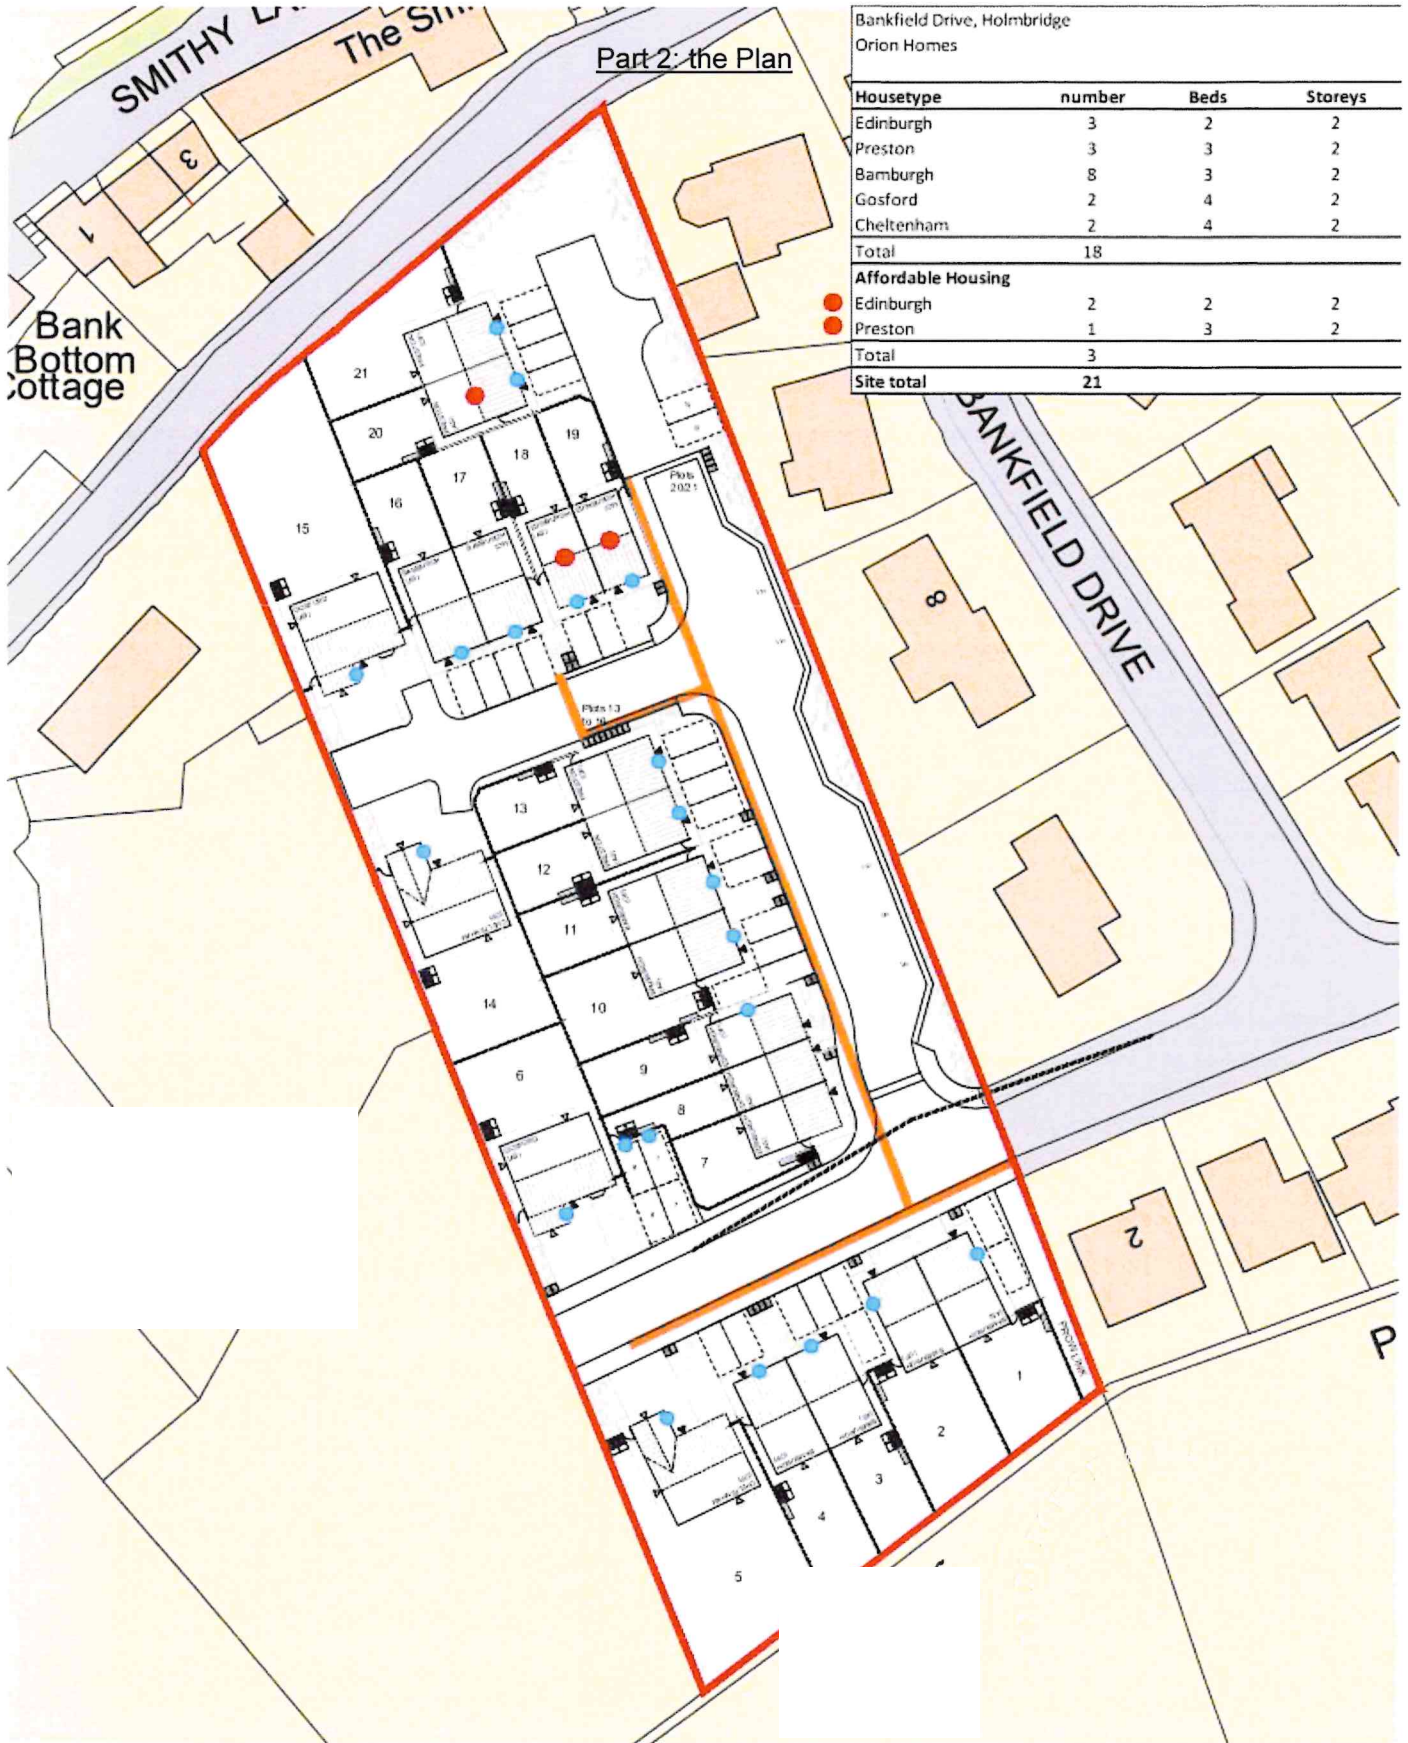 SMITHY LA
The Smi
Part 2: the Plan
Bankfield Drive, Holmbridge
Orion Homes
Housetype number Beds Storeys
Edinburgh 3 2 2
Preston 3 3 2
Bamburgh 8 3 2
Gosford 2 4 2
Cheltenham 2 4 2
Total 18
Affordable Housing
Edinburgh 2 2 2
Preston 1 3 2
Total 3
Site total 21
3
1
Bank
Bottom
Cottage
BANKFIELD DRIVE
21
20
19
18
17
16
15
Plots
20 21
8
Plots 13
to 16
13
12
11
14
10
6
9
8
7
2
P
1
2
3
4
5